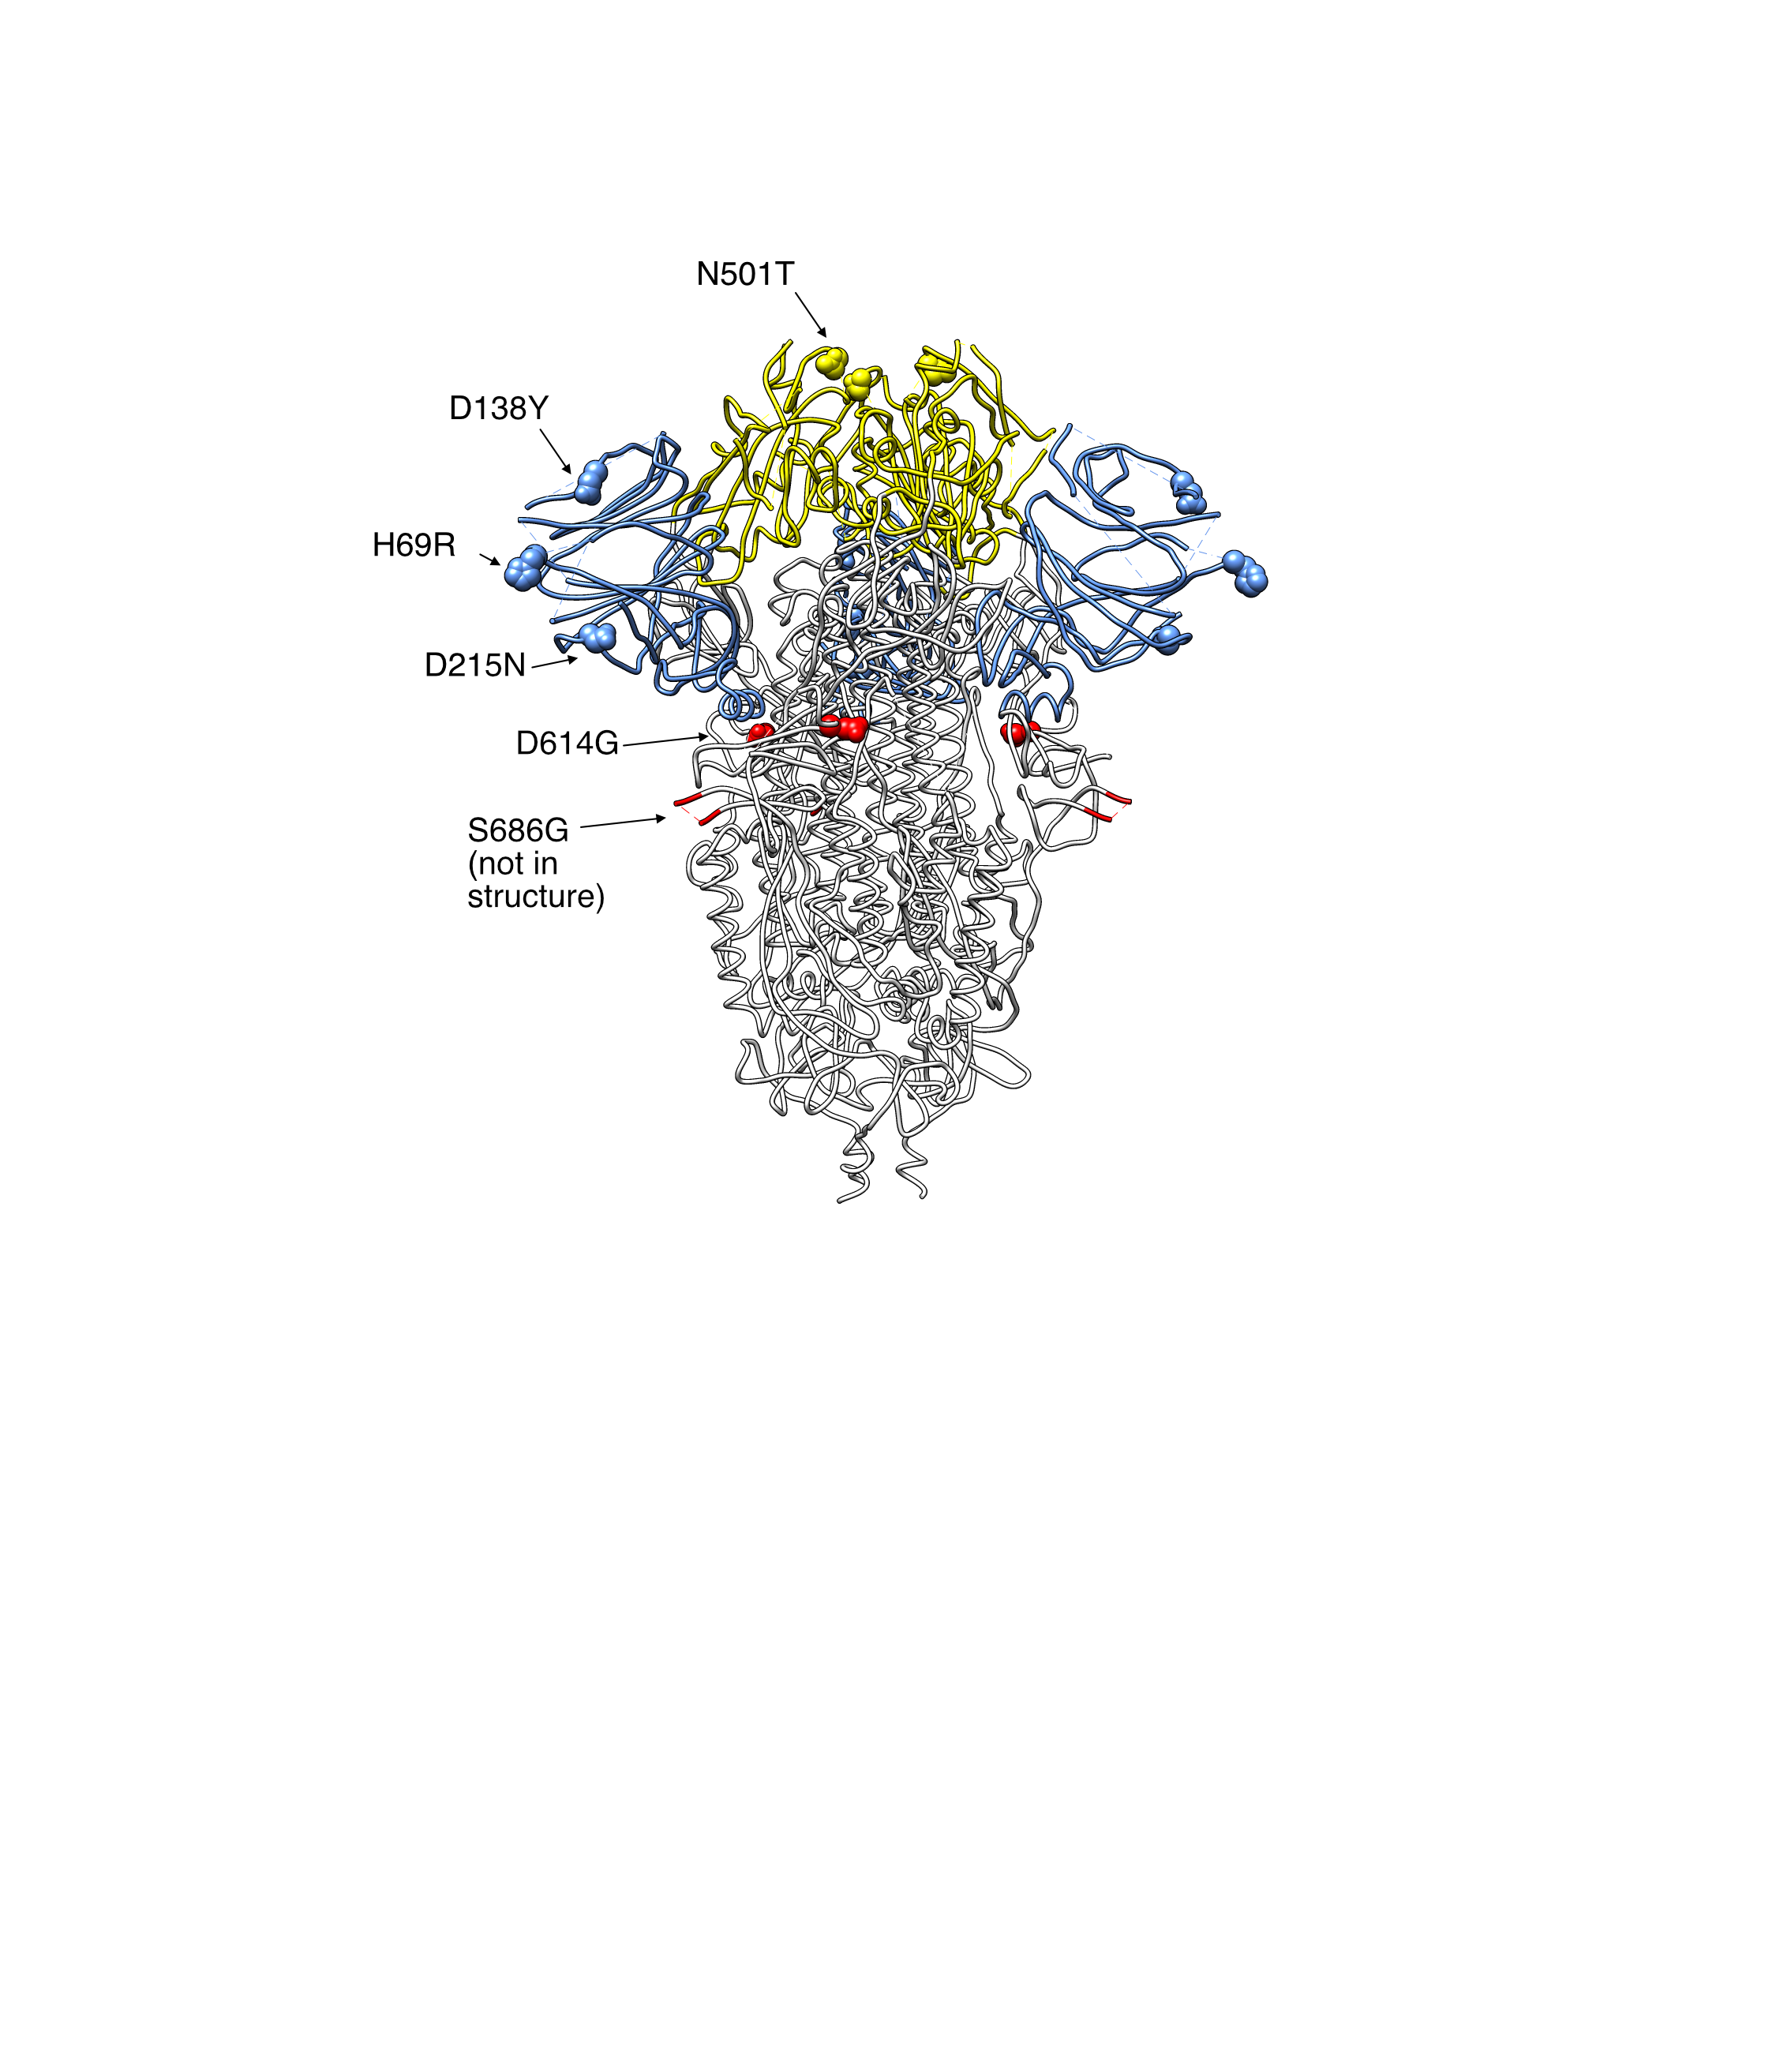 N501T
D138Y
H69R
D215N
D614G
S686G
(not in
structure)